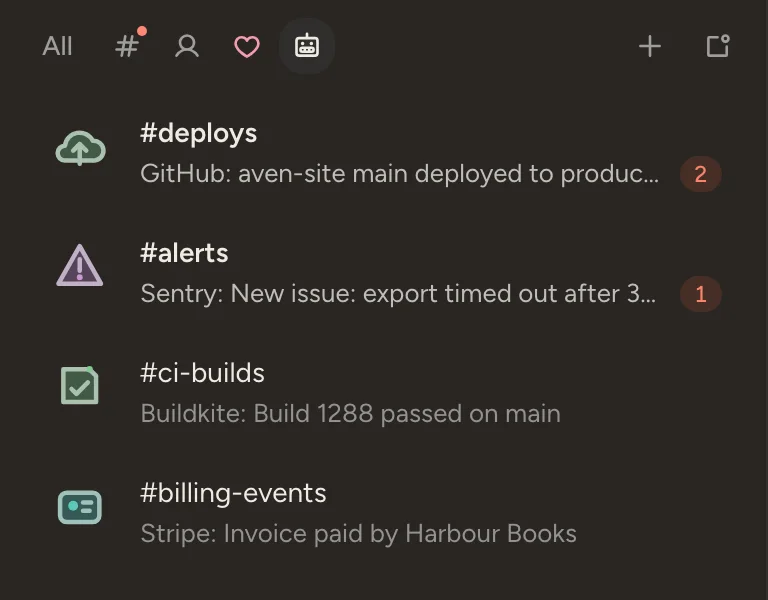 All
#deploys
GitHub: aven-site main deployed to produc...
2
#alerts
Sentry: New issue: export timed out after 3...
1
#ci-builds
Buildkite: Build 1288 passed on main
#billing-events
Stripe: Invoice paid by Harbour Books